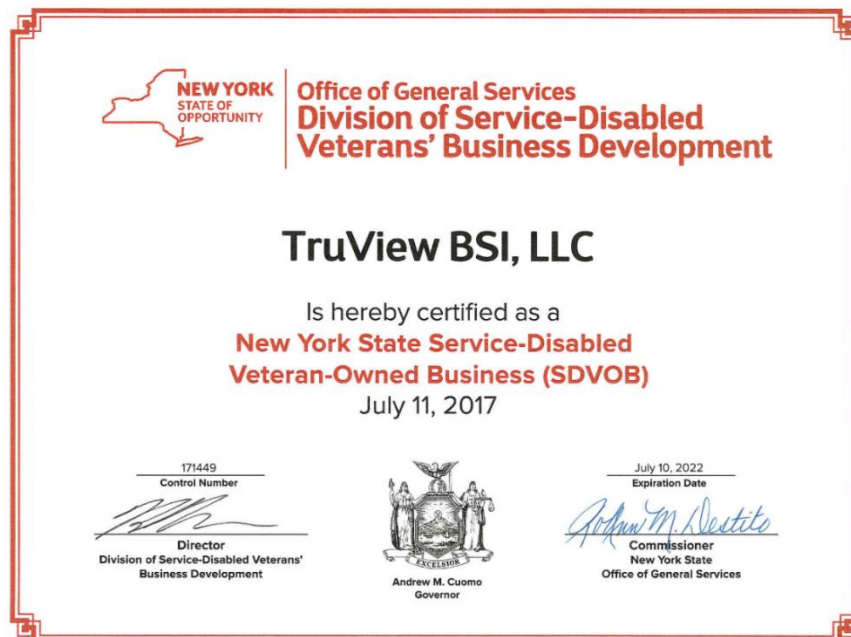 NEW YORK
STATE OF
OPPORTUNITY
Office of General Services
Division of Service-Disabled
Veterans' Business Development
TruView BSI, LLC
Is hereby certified as a
New York State Service-Disabled
Veteran-Owned Business (SDVOB)
July 11, 2017
171449
Control Number
Director
Division of Service-Disabled Veterans'
Business Development
EXCELSIOR
Andrew M. Cuomo
Governor
July 10, 2022
Expiration Date
JoAnn M. Destito
Commissioner
New York State
Office of General Services